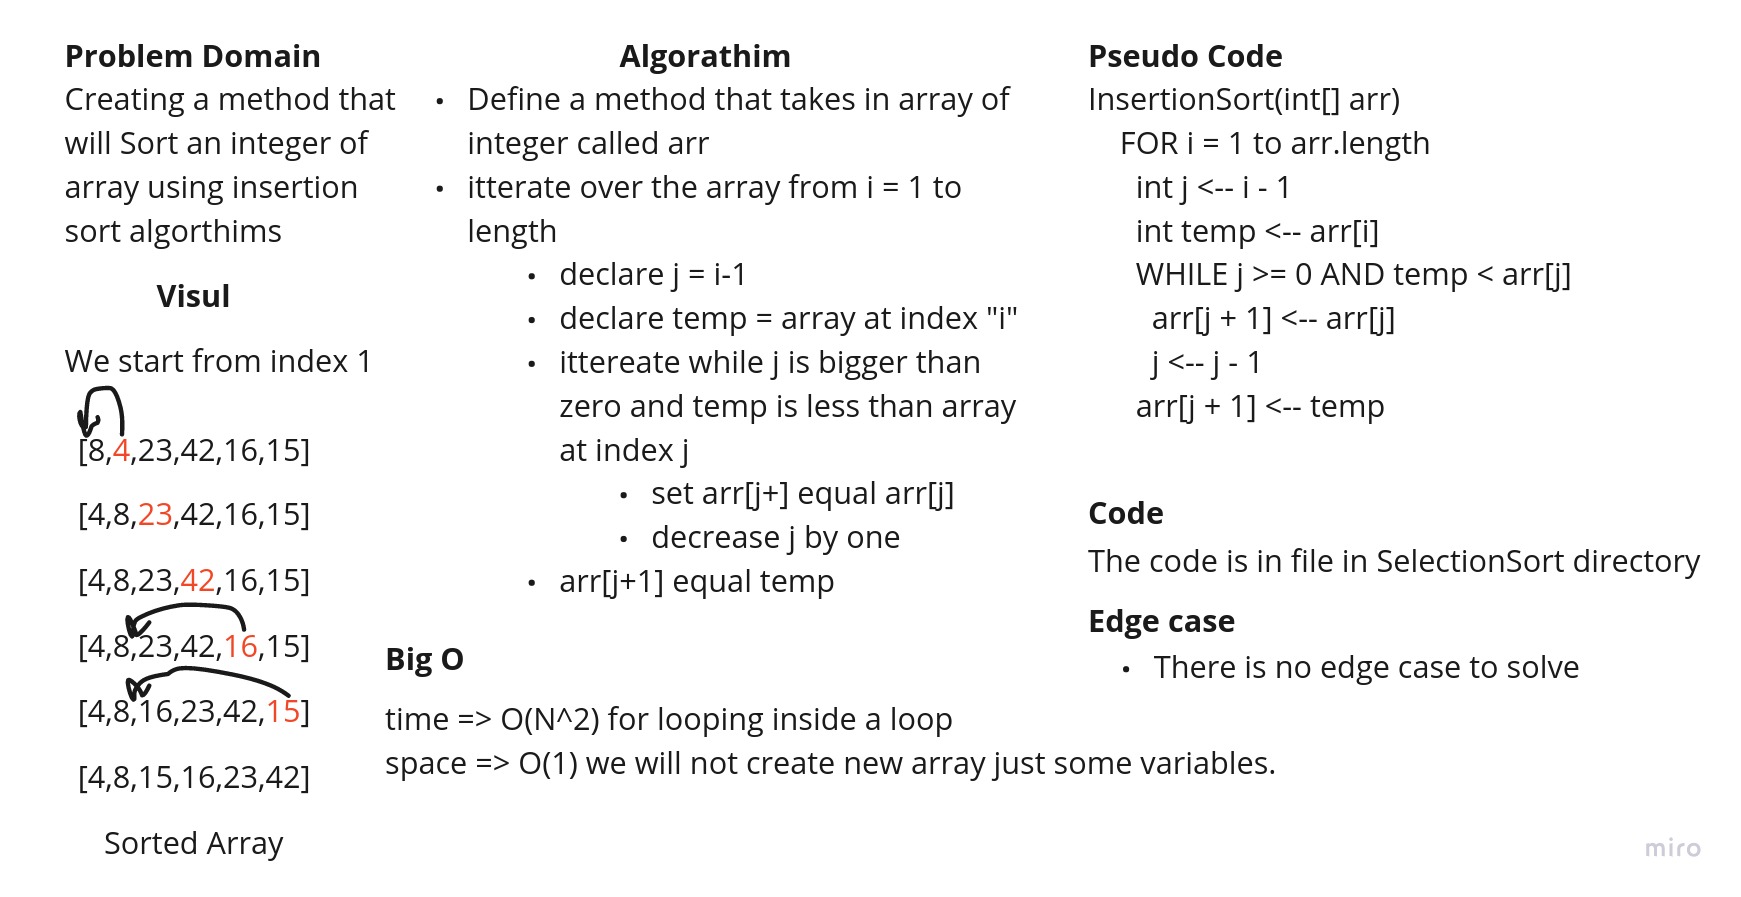 Problem Domain
Creating a method that
will Sort an integer of
array using insertion
sort algorthims
Visul
We start from index 1
[8,4,23,42,16,15]
[4,8,23,42,16,15]
[4,8,23,42,16,15]
[4,8,23,42,16,15]
[4,8,16,23,42,15]
[4,8,15,16,23,42]
Sorted Array
Algorathim
• Define a method that takes in array of
integer called arr
• itterate over the array from i = 1 to
length
• declare j = i-1
• declare temp = array at index "i"
• ittereate while j is bigger than
zero and temp is less than array
at index j
• set arr[j+] equal arr[j]
• decrease j by one
• arr[j+1] equal temp
Big O
time => O(N^2) for looping inside a loop
space => O(1) we will not create new array just some variables.
Pseudo Code
InsertionSort(int[] arr)
FOR i = 1 to arr.length
int j <-- i - 1
int temp <-- arr[i]
WHILE j >= 0 AND temp < arr[j]
arr[j + 1] <-- arr[j]
j <-- j - 1
arr[j + 1] <-- temp
Code
The code is in file in SelectionSort directory
Edge case
• There is no edge case to solve
miro